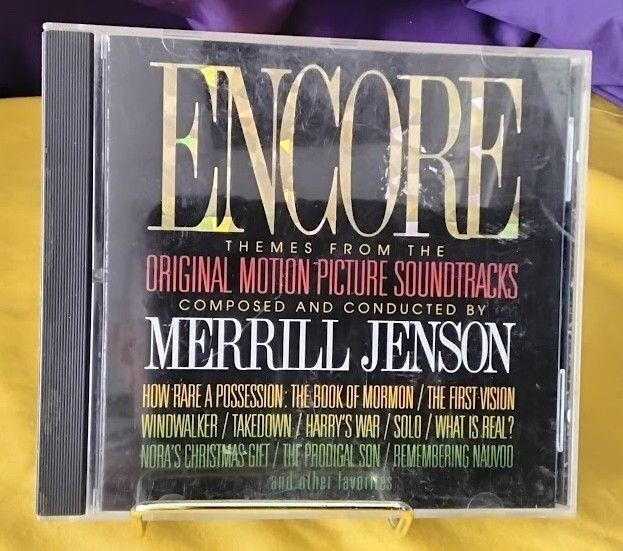 ENCORE
THEMES FROM THE
ORIGINAL MOTION PICTURE SOUNDTRACKS
COMPOSED AND CONDUCTED BY
MERRILL JENSON
HOW RARE A POSSESSION: THE BOOK OF MORMON / THE FIRST VISION
WINDWALKER / TAKEDOWN / HARRY'S WAR / SOLO / WHAT IS REAL?
NORA'S CHRISTMAS GIFT / THE PRODIGAL SON / REMEMBERING NAUVOO
and other favorites